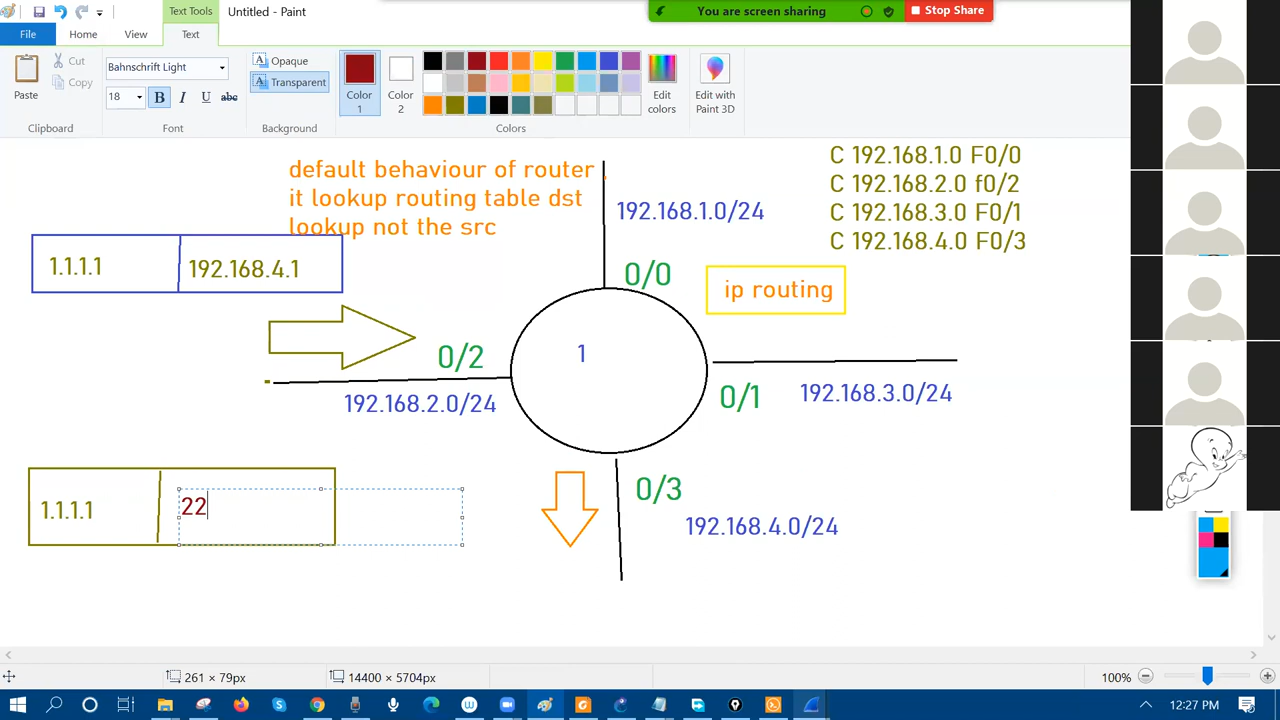 Text Tools
Untitled - Paint
You are screen sharing
Stop Share
File
Home
View
Text
Paste
Cut
Copy
Clipboard
Bahnschrift Light
18
B
I
U
abc
Font
Opaque
Transparent
Background
Color
1
Color
2
Colors
Edit
colors
Edit with
Paint 3D
default behaviour of router ,
it lookup routing table dst
lookup not the src
192.168.1.0/24
C 192.168.1.0 F0/0
C 192.168.2.0 f0/2
C 192.168.3.0 F0/1
C 192.168.4.0 F0/3
1.1.1.1
192.168.4.1
0/0
ip routing
0/2
1
192.168.2.0/24
0/1
192.168.3.0/24
1.1.1.1
22
0/3
192.168.4.0/24
261 × 79px
14400 × 5704px
100%
12:27 PM